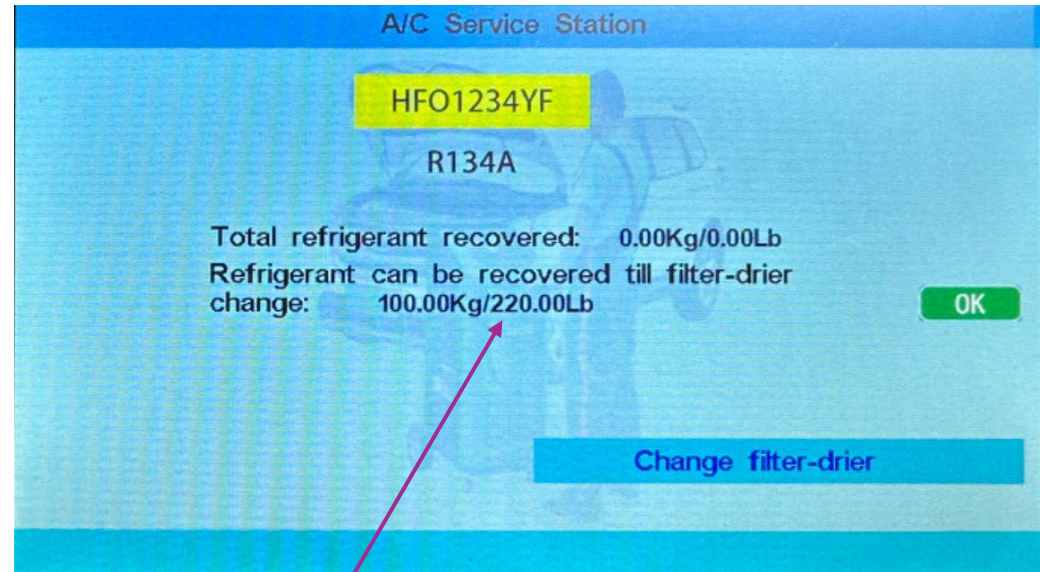 A/C Service Station
HFO1234YF
R134A
Total refrigerant recovered: 0.00Kg/0.00Lb
Refrigerant can be recovered till filter-drier
change: 100.00Kg/220.00Lb
OK
Change filter-drier